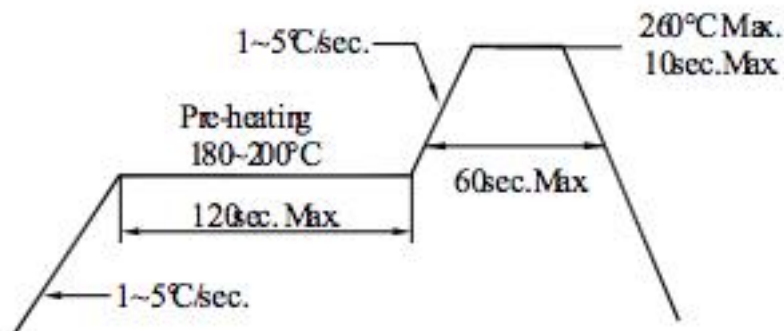 1~5°C/sec.
260°C Max.
10sec. Max.
Pre-heating
180~200°C
60sec. Max
120sec. Max
1~5°C/sec.